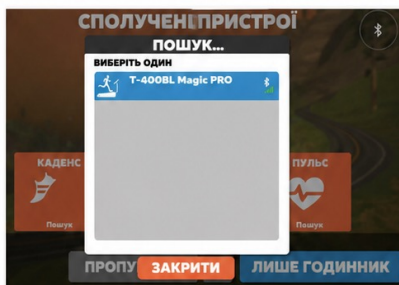 СПОЛУЧЕНІ ПРИСТРОЇ
ПОШУК...
ВИБЕРІТЬ ОДИН
T-400BL Magic PRO
КАДЕНС
ПУЛЬС
Пошук
Пошук
ПРОПУ
ЗАКРИТИ
ЛИШЕ ГОДИННИК